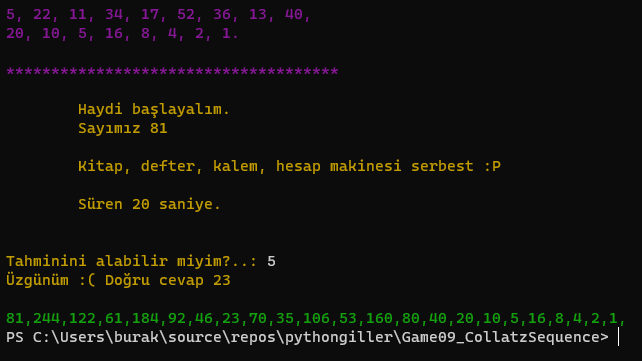 5, 22, 11, 34, 17, 52, 36, 13, 40,
20, 10, 5, 16, 8, 4, 2, 1.
*************************************
Haydi başlayalım.
Sayımız 81
Kitap, defter, kalem, hesap makinesi serbest :P
Süren 20 saniye.
Tahminini alabilir miyim?..: 5
Üzgünüm :( Doğru cevap 23
81,244,122,61,184,92,46,23,70,35,106,53,160,80,40,20,10,5,16,8,4,2,1,
PS C:\Users\burak\source\repos\pythongiller\Game09_CollatzSequence>